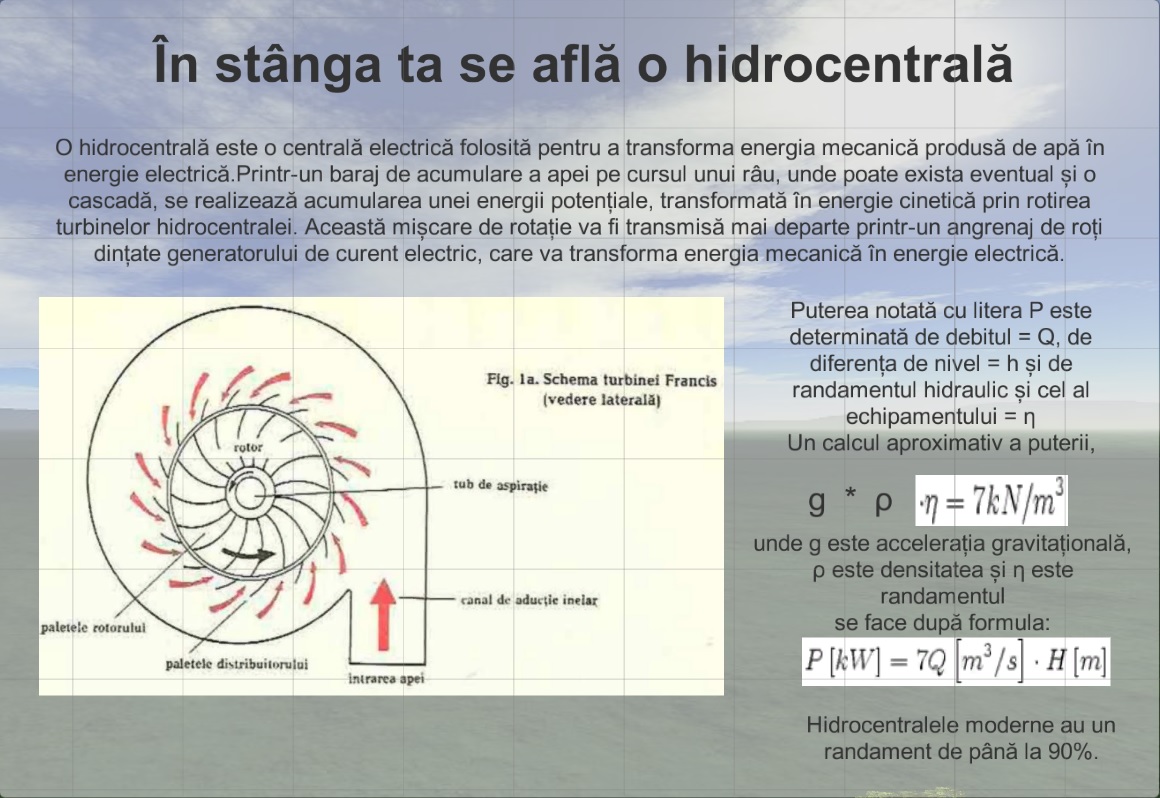 În stânga ta se află o hidrocentrală
O hidrocentrală este o centrală electrică folosită pentru a transforma energia mecanică produsă de apă în
energie electrică.Printr-un baraj de acumulare a apei pe cursul unui râu, unde poate exista eventual și o
cascadă, se realizează acumularea unei energii potențiale, transformată în energie cinetică prin rotirea
turbinelor hidrocentralei. Această mișcare de rotație va fi transmisă mai departe printr-un angrenaj de roți
dințate generatorului de curent electric, care va transforma energia mecanică în energie electrică.
Fig. 1a. Schema turbinei Francis
(vedere laterală)
rotor
tub de aspirație
canal de aducție inelar
paletele rotorului
paletele distribuitorului
intrarea apei
Puterea notată cu litera P este
determinată de debitul = Q, de
diferența de nivel = h și de
randamentul hidraulic și cel al
echipamentului = η
Un calcul aproximativ a puterii,
g * ρ ·η = 7kN/m³
unde g este accelerația gravitațională,
ρ este densitatea și η este
randamentul
se face după formula:
P [kW] = 7Q [m³/s] · H [m]
Hidrocentralele moderne au un
randament de până la 90%.